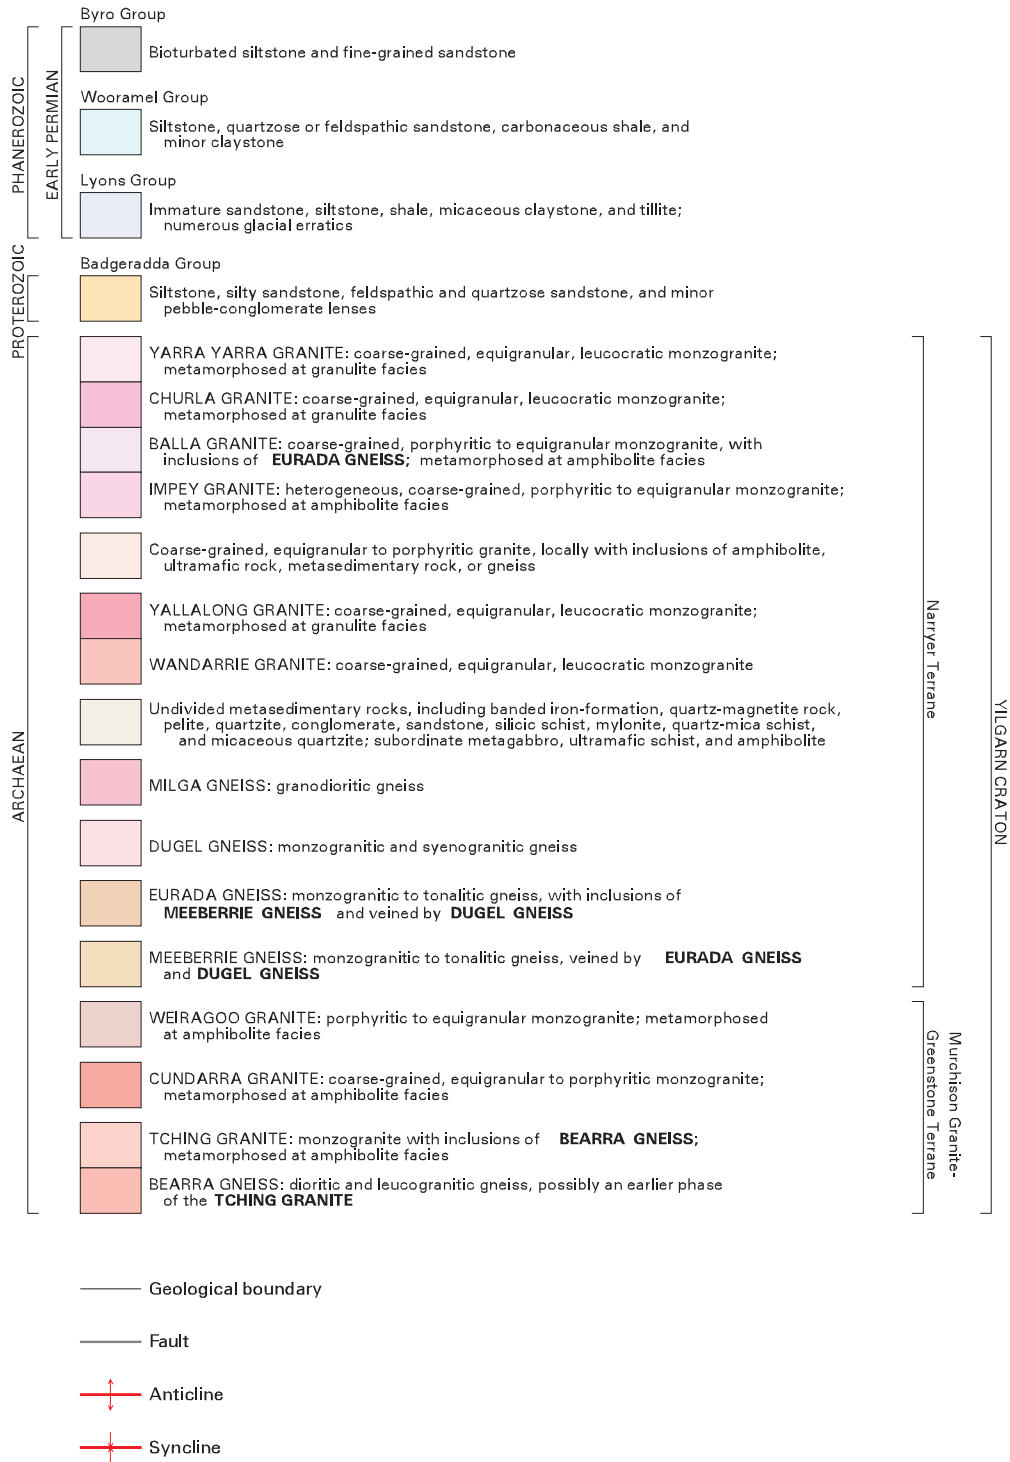 Byro Group
Bioturbated siltstone and fine-grained sandstone
Wooramel Group
Siltstone, quartzose or feldspathic sandstone, carbonaceous shale, and
minor claystone
Lyons Group
Immature sandstone, siltstone, shale, micaceous claystone, and tillite;
numerous glacial erratics
PHANEROZOIC
EARLY PERMIAN
Badgeradda Group
Siltstone, silty sandstone, feldspathic and quartzose sandstone, and minor
pebble-conglomerate lenses
PROTEROZOIC
YARRA YARRA GRANITE: coarse-grained, equigranular, leucocratic monzogranite;
metamorphosed at granulite facies
CHURLA GRANITE: coarse-grained, equigranular, leucocratic monzogranite;
metamorphosed at granulite facies
BALLA GRANITE: coarse-grained, porphyritic to equigranular monzogranite, with
inclusions of EURADA GNEISS; metamorphosed at amphibolite facies
IMPEY GRANITE: heterogeneous, coarse-grained, porphyritic to equigranular monzogranite;
metamorphosed at amphibolite facies
Coarse-grained, equigranular to porphyritic granite, locally with inclusions of amphibolite,
ultramafic rock, metasedimentary rock, or gneiss
YALLALONG GRANITE: coarse-grained, equigranular, leucocratic monzogranite;
metamorphosed at granulite facies
WANDARRIE GRANITE: coarse-grained, equigranular, leucocratic monzogranite
Undivided metasedimentary rocks, including banded iron-formation, quartz-magnetite rock,
pelite, quartzite, conglomerate, sandstone, silicic schist, mylonite, quartz-mica schist,
and micaceous quartzite; subordinate metagabbro, ultramafic schist, and amphibolite
MILGA GNEISS: granodioritic gneiss
DUGEL GNEISS: monzogranitic and syenogranitic gneiss
EURADA GNEISS: monzogranitic to tonalitic gneiss, with inclusions of
MEEBERRIE GNEISS and veined by DUGEL GNEISS
MEEBERRIE GNEISS: monzogranitic to tonalitic gneiss, veined by EURADA GNEISS
and DUGEL GNEISS
Narryer Terrane
WEIRAGOO GRANITE: porphyritic to equigranular monzogranite; metamorphosed
at amphibolite facies
CUNDARRA GRANITE: coarse-grained, equigranular to porphyritic monzogranite;
metamorphosed at amphibolite facies
TCHING GRANITE: monzogranite with inclusions of BEARRA GNEISS;
metamorphosed at amphibolite facies
BEARRA GNEISS: dioritic and leucogranitic gneiss, possibly an earlier phase
of the TCHING GRANITE
Murchison Granite-
Greenstone Terrane
ARCHAEAN
YILGARN CRATON
Geological boundary
Fault
Anticline
Syncline